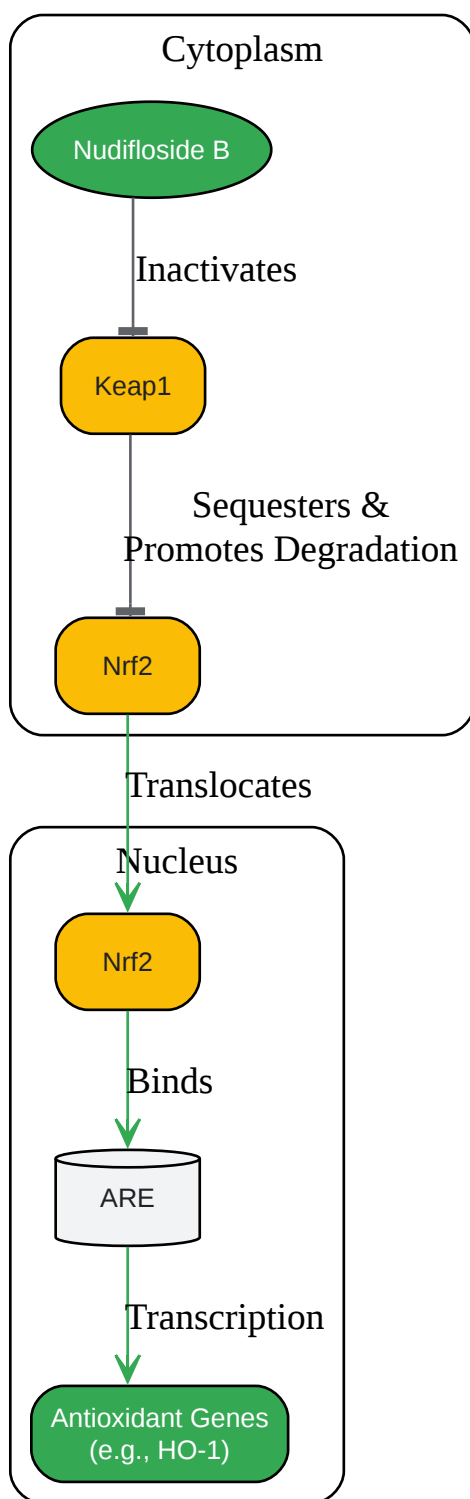 Cytoplasm
Nudifloside B
Inactivates
Keap1
Sequesters &
Promotes Degradation
Nrf2
Translocates
Nucleus
Nrf2
Binds
ARE
Transcription
Antioxidant Genes
(e.g., HO-1)